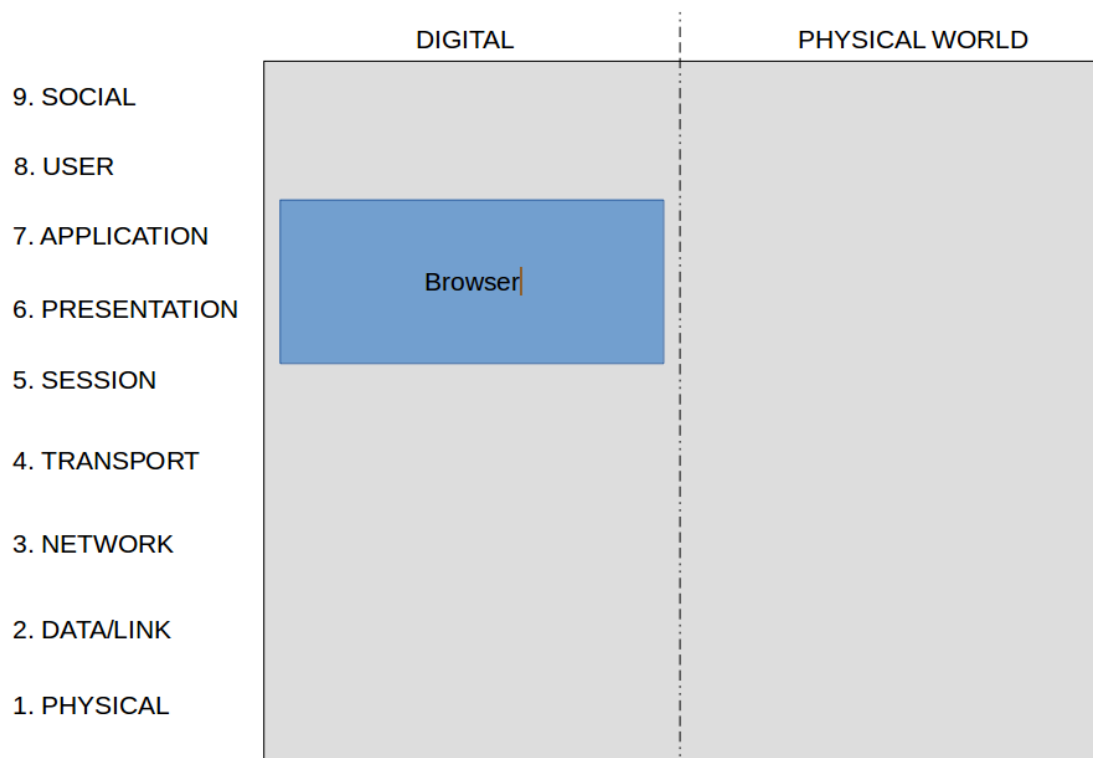 DIGITAL
PHYSICAL WORLD
9. SOCIAL
8. USER
7. APPLICATION
Browser
6. PRESENTATION
5. SESSION
4. TRANSPORT
3. NETWORK
2. DATA/LINK
1. PHYSICAL